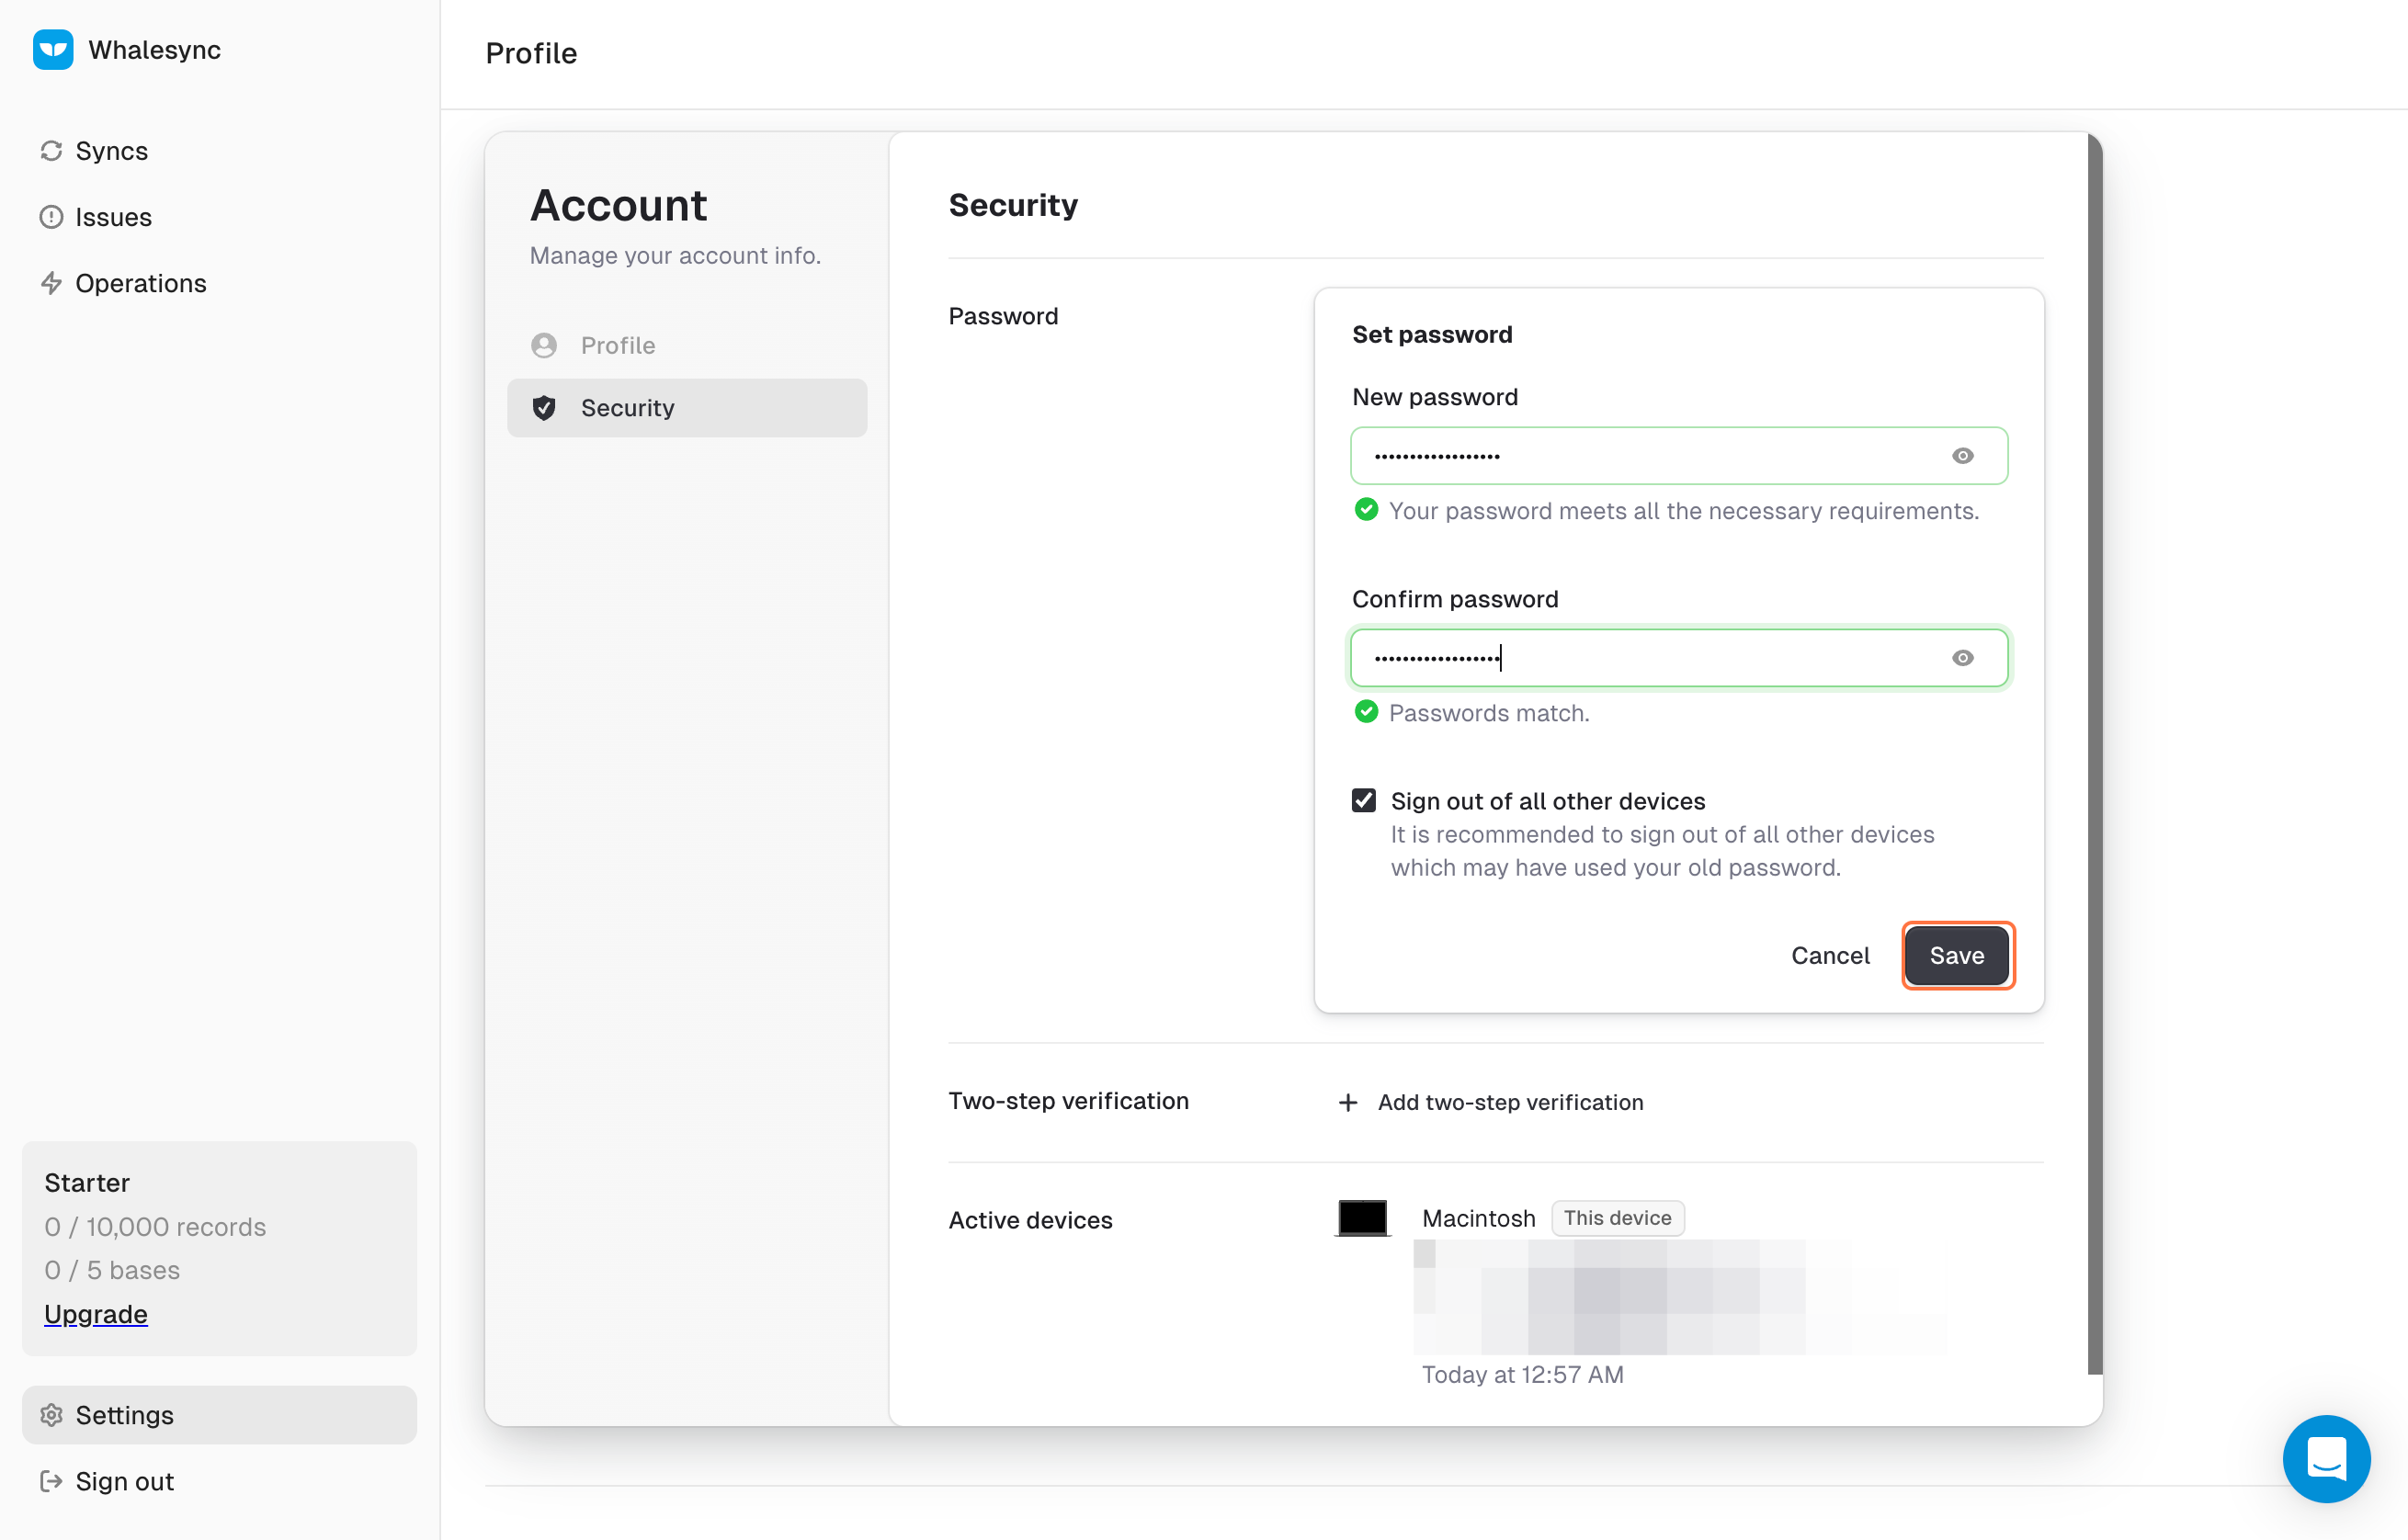 Whalesync
Syncs
Issues
Operations
Starter
0 / 10,000 records
0 / 5 bases
Upgrade
Settings
Sign out
Profile
Account
Manage your account info.
Profile
Security
Security
Password
Set password
New password
••••••••••••••••••
Your password meets all the necessary requirements.
Confirm password
••••••••••••••••••
Passwords match.
Sign out of all other devices
It is recommended to sign out of all other devices
which may have used your old password.
Cancel
Save
Two-step verification
+ Add two-step verification
Active devices
Macintosh
This device
Today at 12:57 AM